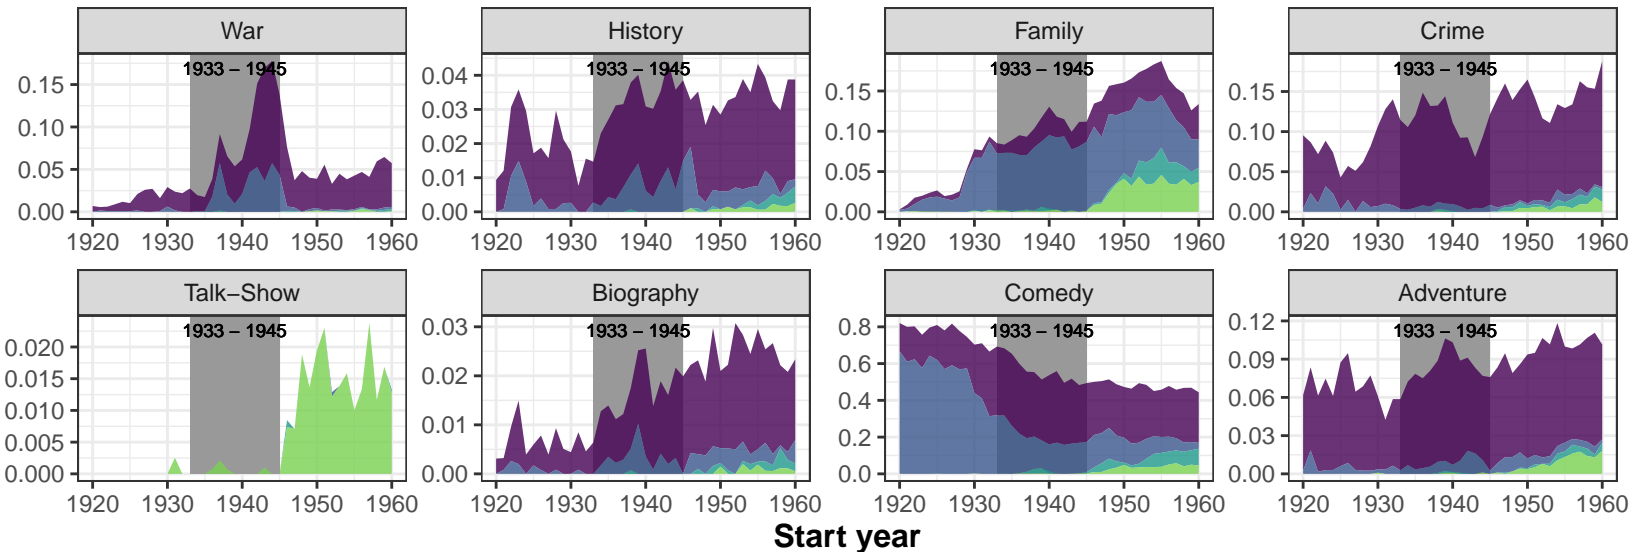 War History Family Crime
1933 – 1945 1933 – 1945 1933 – 1945 1933 – 1945
0.15 0.04 0.15 0.15
0.10 0.03 0.10 0.10
0.05 0.02 0.05 0.05
0.00 0.01 0.00 0.00
0.00
1920 1930 1940 1950 1960 1920 1930 1940 1950 1960 1920 1930 1940 1950 1960 1920 1930 1940 1950 1960
Talk–Show Biography Comedy Adventure
1933 – 1945 1933 – 1945 1933 – 1945 1933 – 1945
0.020 0.03 0.8 0.12
0.015 0.02 0.6 0.09
0.010 0.01 0.4 0.06
0.005 0.00 0.2 0.03
0.000 0.0 0.00
1920 1930 1940 1950 1960 1920 1930 1940 1950 1960 1920 1930 1940 1950 1960 1920 1930 1940 1950 1960
Start year